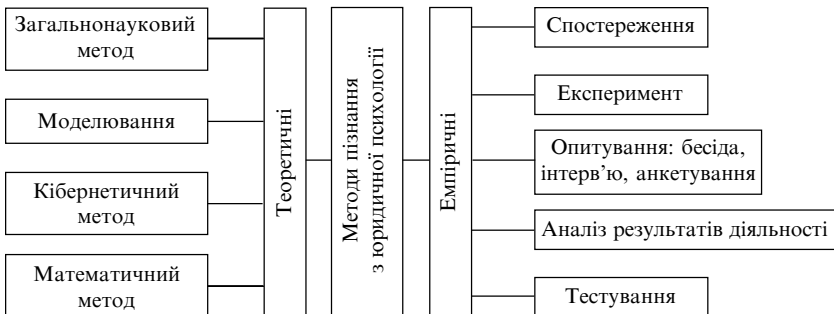 Загальнонауковий
метод
Моделювання
Кібернетичний
метод
Математичний
метод
Теоретичні
Методи пізнання
з юридичної психології
Емпіричні
Спостереження
Експеримент
Опитування: бесіда,
інтерв’ю, анкетування
Аналіз результатів діяльності
Тестування